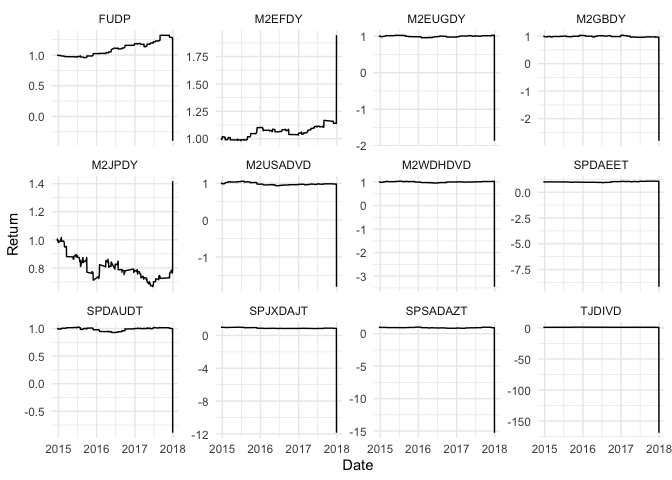 FUDP M2EFDY M2EUGDY M2GBDY
1.0 0.5 0.0
1.75 1.50 1.25 1.00
1 0 -1 -2
1 0 -1 -2
M2JPDY M2USADVD M2WDHDVD SPDAEET
1.4 1.2 1.0 0.8
1 0 -1
1 0 -1 -2 -3
0.0 -2.5 -5.0 -7.5
Return
SPDAUDT SPJXDAJT SPSADAZT TJDIVD
1.0 0.5 0.0 -0.5
0 -4 -8 -12
0 -5 -10 -15
0 -50 -100 -150
2015 2016 2017 2018 2015 2016 2017 2018 2015 2016 2017 2018 2015 2016 2017 2018
Date